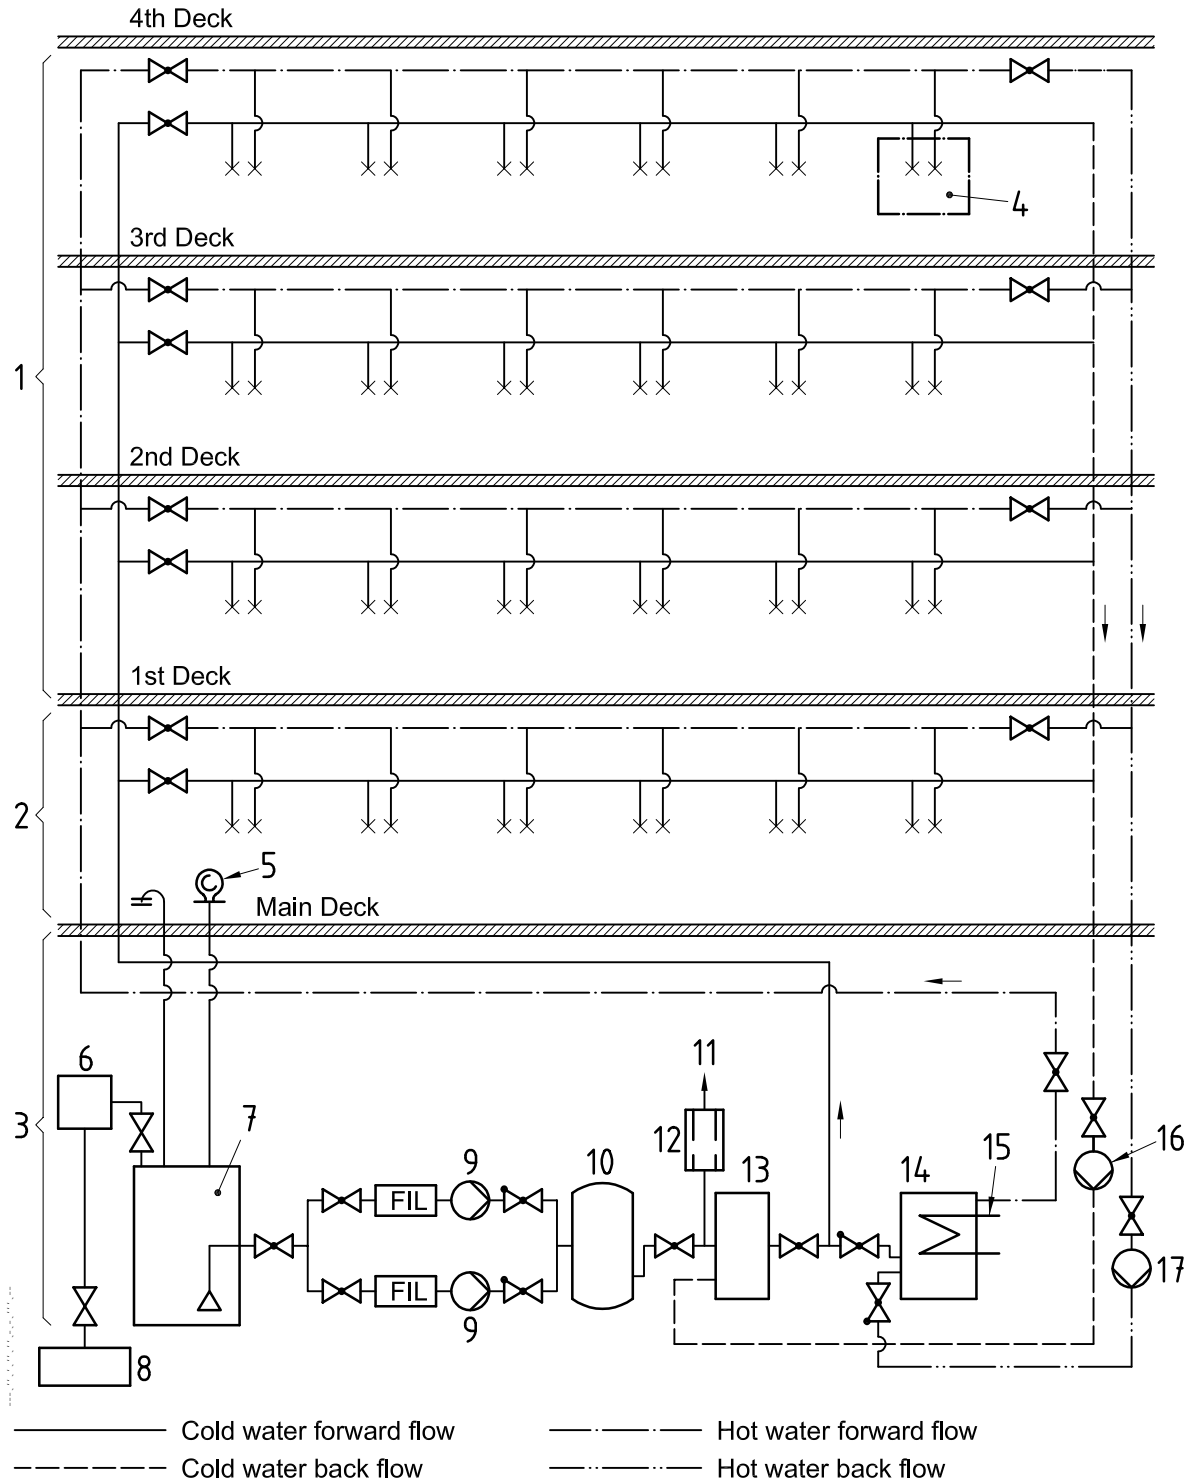 4th Deck
4
3rd Deck
1
2nd Deck
1st Deck
2
5
Main Deck
3
6
7
8
FIL
9
FIL
9
10
11
12
13
14
15
16
17
Cold water forward flow
Hot water forward flow
Cold water back flow
Hot water back flow